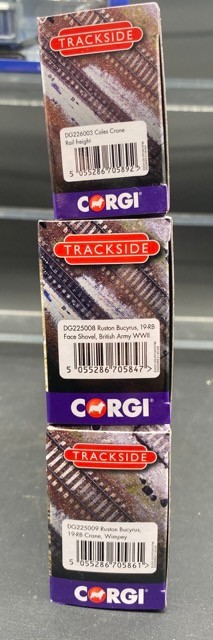 TRACKSIDE
DG226003 Coles Crane
Rail freight
5 055286 705892
CORGI
TRACKSIDE
DG225008 Ruston Bucyrus, 19-RB
Face Shovel, British Army WWII
5 055286 705847
CORGI
TRACKSIDE
DG225009 Ruston Bucyrus,
19-RB Crane, Wimpey
5 055286 705861
CORGI